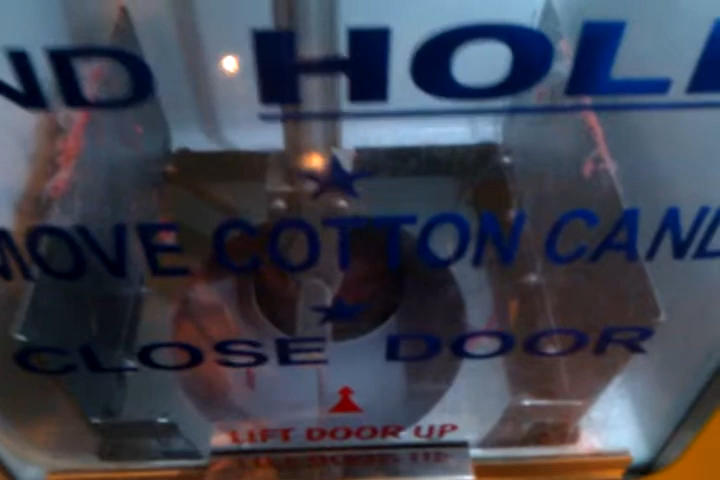 ND HOL
MOVE COTTON CAND
CLOSE DOOR
LIFT DOOR UP